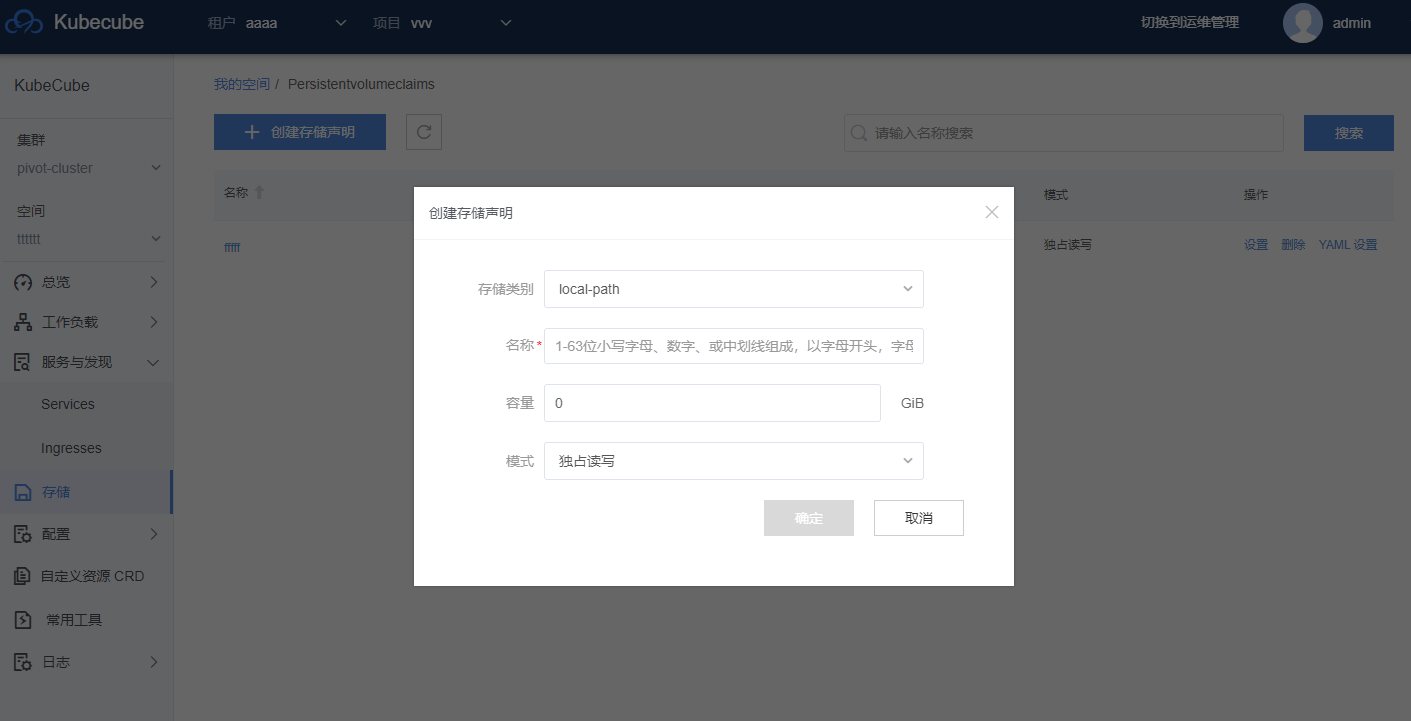 Kubecube 租户 aaaa 项目 vvv 切换到运维管理 admin
KubeCube
集群
pivot-cluster
空间
tttttt
总览
工作负载
服务与发现
Services
Ingresses
存储
配置
自定义资源 CRD
常用工具
日志
我的空间 / Persistentvolumeclaims
创建存储声明 请输入名称搜索 搜索
名称 模式 操作
fffff 独占读写 设置 删除 YAML 设置
创建存储声明
存储类别 local-path
名称* 1-63位小写字母、数字、或中划线组成，以字母开头，字母
容量 0 GiB
模式 独占读写
确定 取消